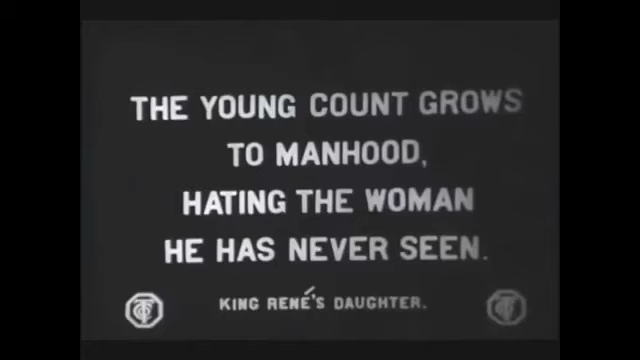 THE YOUNG COUNT GROWS
TO MANHOOD,
HATING THE WOMAN
HE HAS NEVER SEEN.
KING RENÉ'S DAUGHTER.